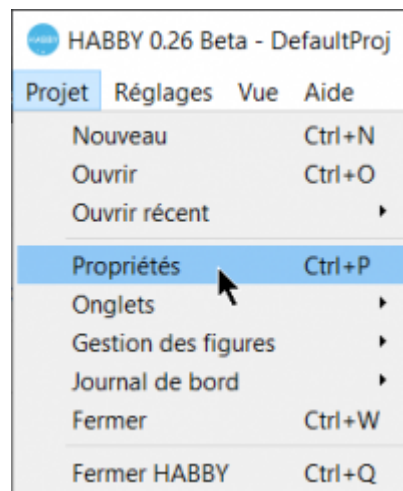 HABBY HABBY 0.26 Beta - DefaultProj
Projet Réglages Vue Aide
Nouveau Ctrl+N
Ouvrir Ctrl+O
Ouvrir récent
Propriétés Ctrl+P
Onglets
Gestion des figures
Journal de bord
Fermer Ctrl+W
Fermer HABBY Ctrl+Q